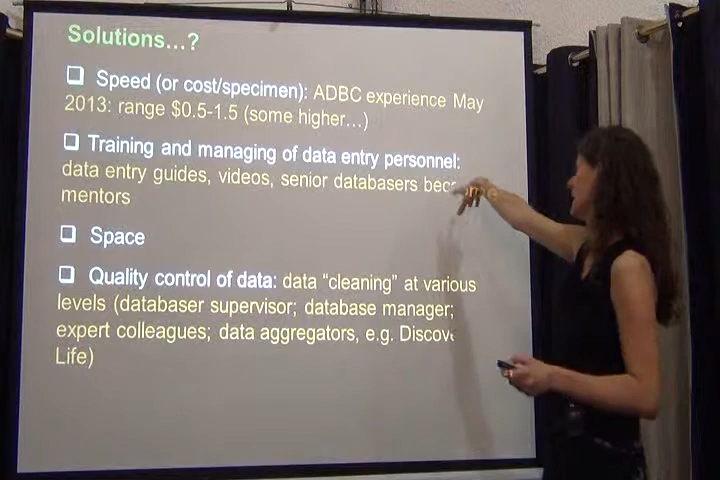 Solutions...?
❑ Speed (or cost/specimen): ADBC experience May
2013: range $0.5-1.5 (some higher...)
❑ Training and managing of data entry personnel:
data entry guides, videos, senior databasers become
mentors
❑ Space
❑ Quality control of data: data "cleaning" at various
levels (databaser supervisor; database manager;
expert colleagues; data aggregators, e.g. Discover
Life)